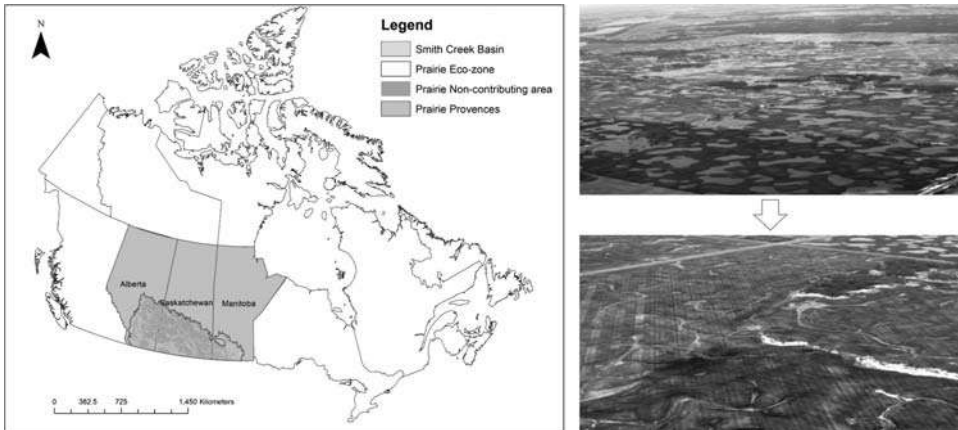 N
Legend
Smith Creek Basin
Prairie Eco-zone
Prairie Non-contributing area
Prairie Provences
Alberta
Saskatchewan
Manitoba
0 362.5 725 1,450 Kilometers